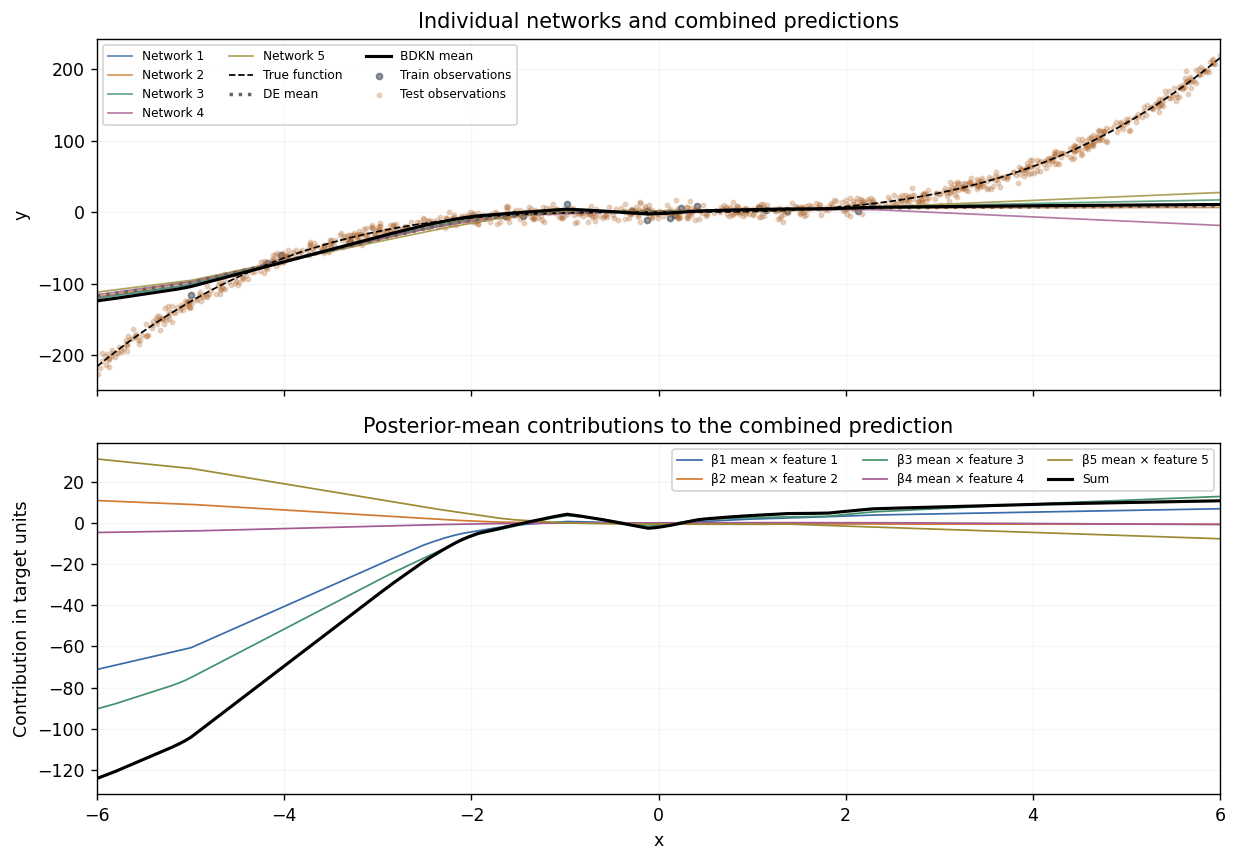 Individual networks and combined predictions
Network 1
Network 2
Network 3
Network 4
Network 5
True function
DE mean
BDKN mean
Train observations
Test observations
y
200
100
0
−100
−200
Posterior-mean contributions to the combined prediction
β1 mean × feature 1
β2 mean × feature 2
β3 mean × feature 3
β4 mean × feature 4
β5 mean × feature 5
Sum
Contribution in target units
20
0
−20
−40
−60
−80
−100
−120
−6
−4
−2
0
2
4
6
x